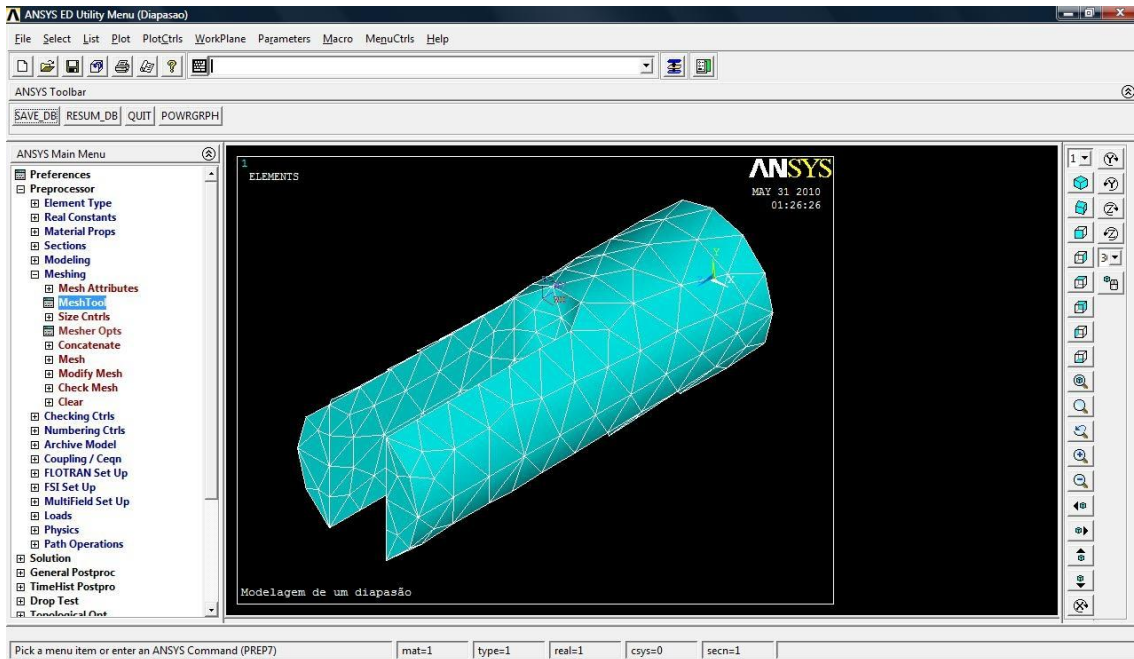 ANSYS ED Utility Menu (Diapasao)
File Select List Plot PlotCtrls WorkPlane Parameters Macro MenuCtrls Help
ANSYS Toolbar
SAVE_DB RESUM_DB QUIT POWRGRPH
ANSYS Main Menu
Preferences
Preprocessor
Element Type
Real Constants
Material Props
Sections
Modeling
Meshing
Mesh Attributes
MeshTool
Size Cntrls
Mesher Opts
Concatenate
Mesh
Modify Mesh
Check Mesh
Clear
Checking Ctrls
Numbering Ctrls
Archive Model
Coupling / Ceqn
FLOTRAN Set Up
FSI Set Up
MultiField Set Up
Loads
Physics
Path Operations
Solution
General Postproc
TimeHist Postpro
Drop Test
Topological Opt
1
ELEMENTS
ANSYS
MAY 31 2010
01:26:26
Y
X
Modelagem de um diapasão
1
Y
Y
Z
Z
Pick a menu item or enter an ANSYS Command (PREP7) mat=1 type=1 real=1 csys=0 secn=1